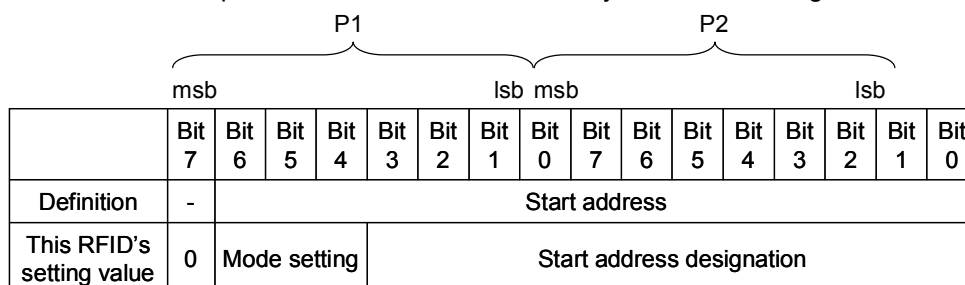 P1 P2
msb lsb msb lsb
Bit 7 Bit 6 Bit 5 Bit 4 Bit 3 Bit 2 Bit 1 Bit 0 Bit 7 Bit 6 Bit 5 Bit 4 Bit 3 Bit 2 Bit 1 Bit 0
Definition - Start address
This RFID's
setting value 0 Mode setting Start address designation